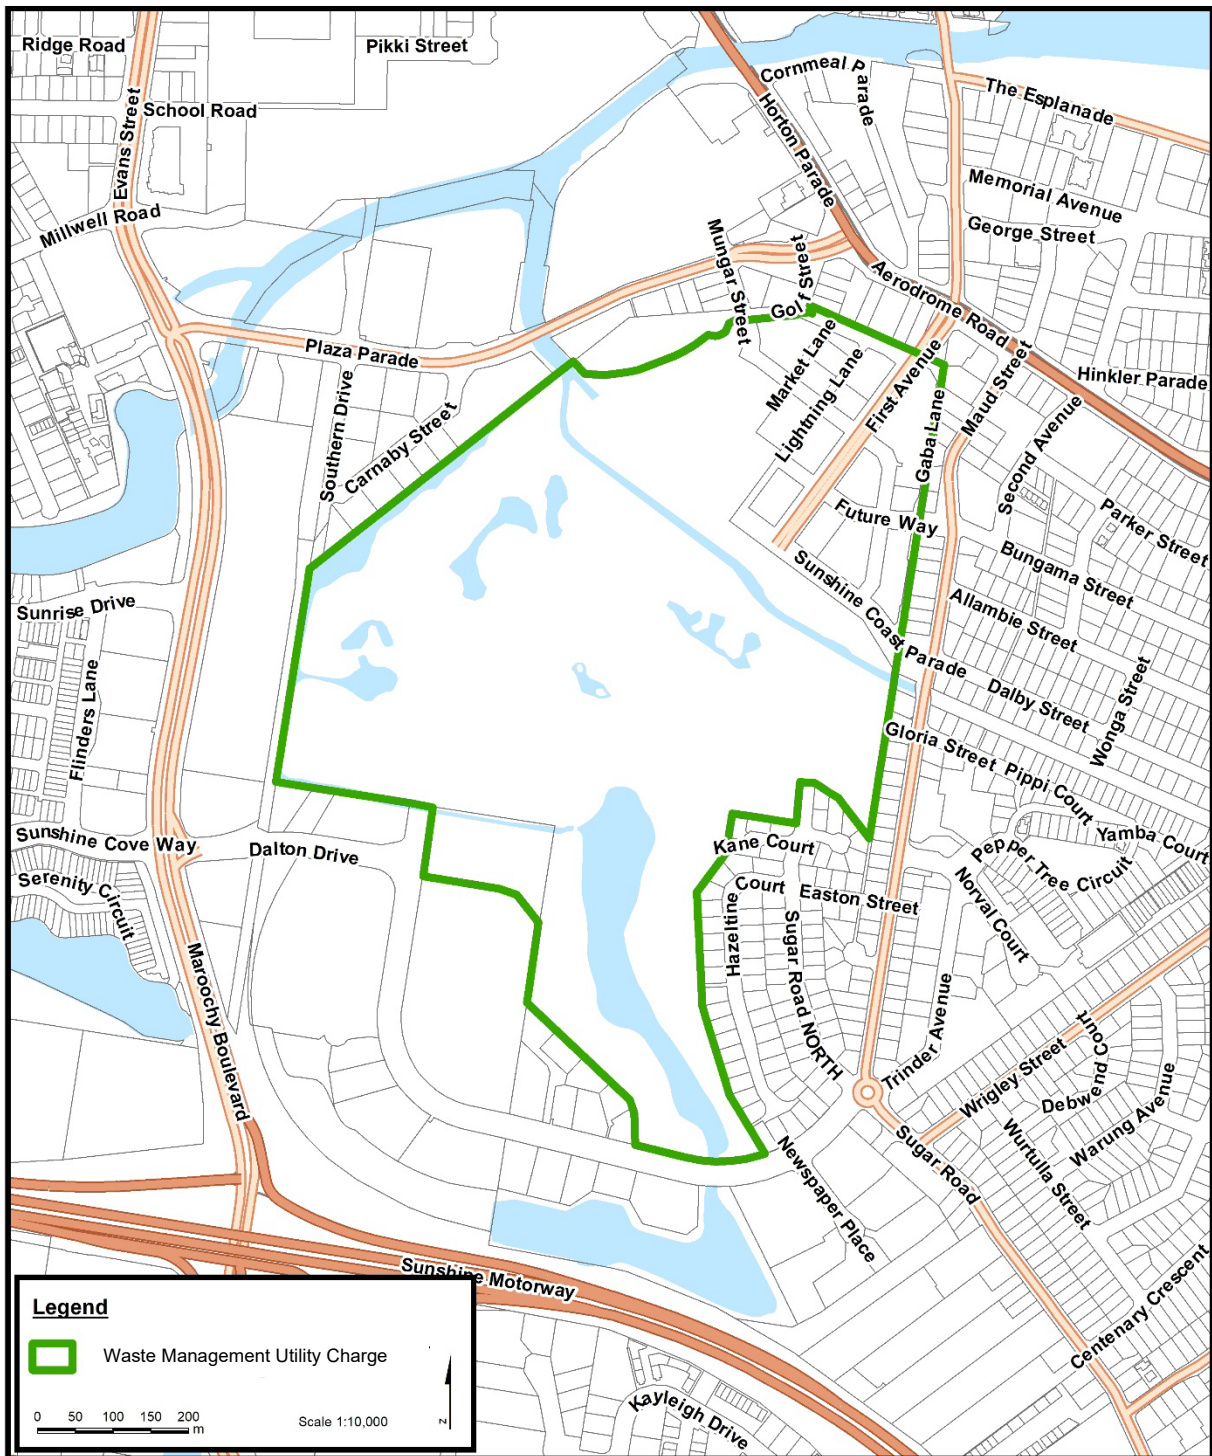 Ridge Road
Pikki Street
Cornmeal Parade
The Esplanade
School Road
Evans Street
Horton Parade
Memorial Avenue
Millwell Road
George Street
Mungar Street
Golf Street
Aerodrome Road
Plaza Parade
Market Lane
Lightning Lane
First Avenue
Gaba Lane
Maud Street
Hinkler Parade
Southern Drive
Carnaby Street
Second Avenue
Future Way
Parker Street
Bungama Street
Sunrise Drive
Sunshine Coast Parade
Allambie Street
Flinders Lane
Dalby Street
Wonga Street
Gloria Street
Pippi Court
Sunshine Cove Way
Dalton Drive
Kane Court
Yamba Court
Pepper Tree Circuit
Serenity Circuit
Hazeltine Court
Easton Street
Norval Court
Sugar Road NORTH
Maroochy Boulevard
Trinder Avenue
Wrigley Street
Debwend Court
Warung Avenue
Newspaper Place
Sugar Road
Wurtulla Street
Sunshine Motorway
Centenary Crescent
Kayleigh Drive
Legend
Waste Management Utility Charge
0 50 100 150 200
m
Scale 1:10,000
z